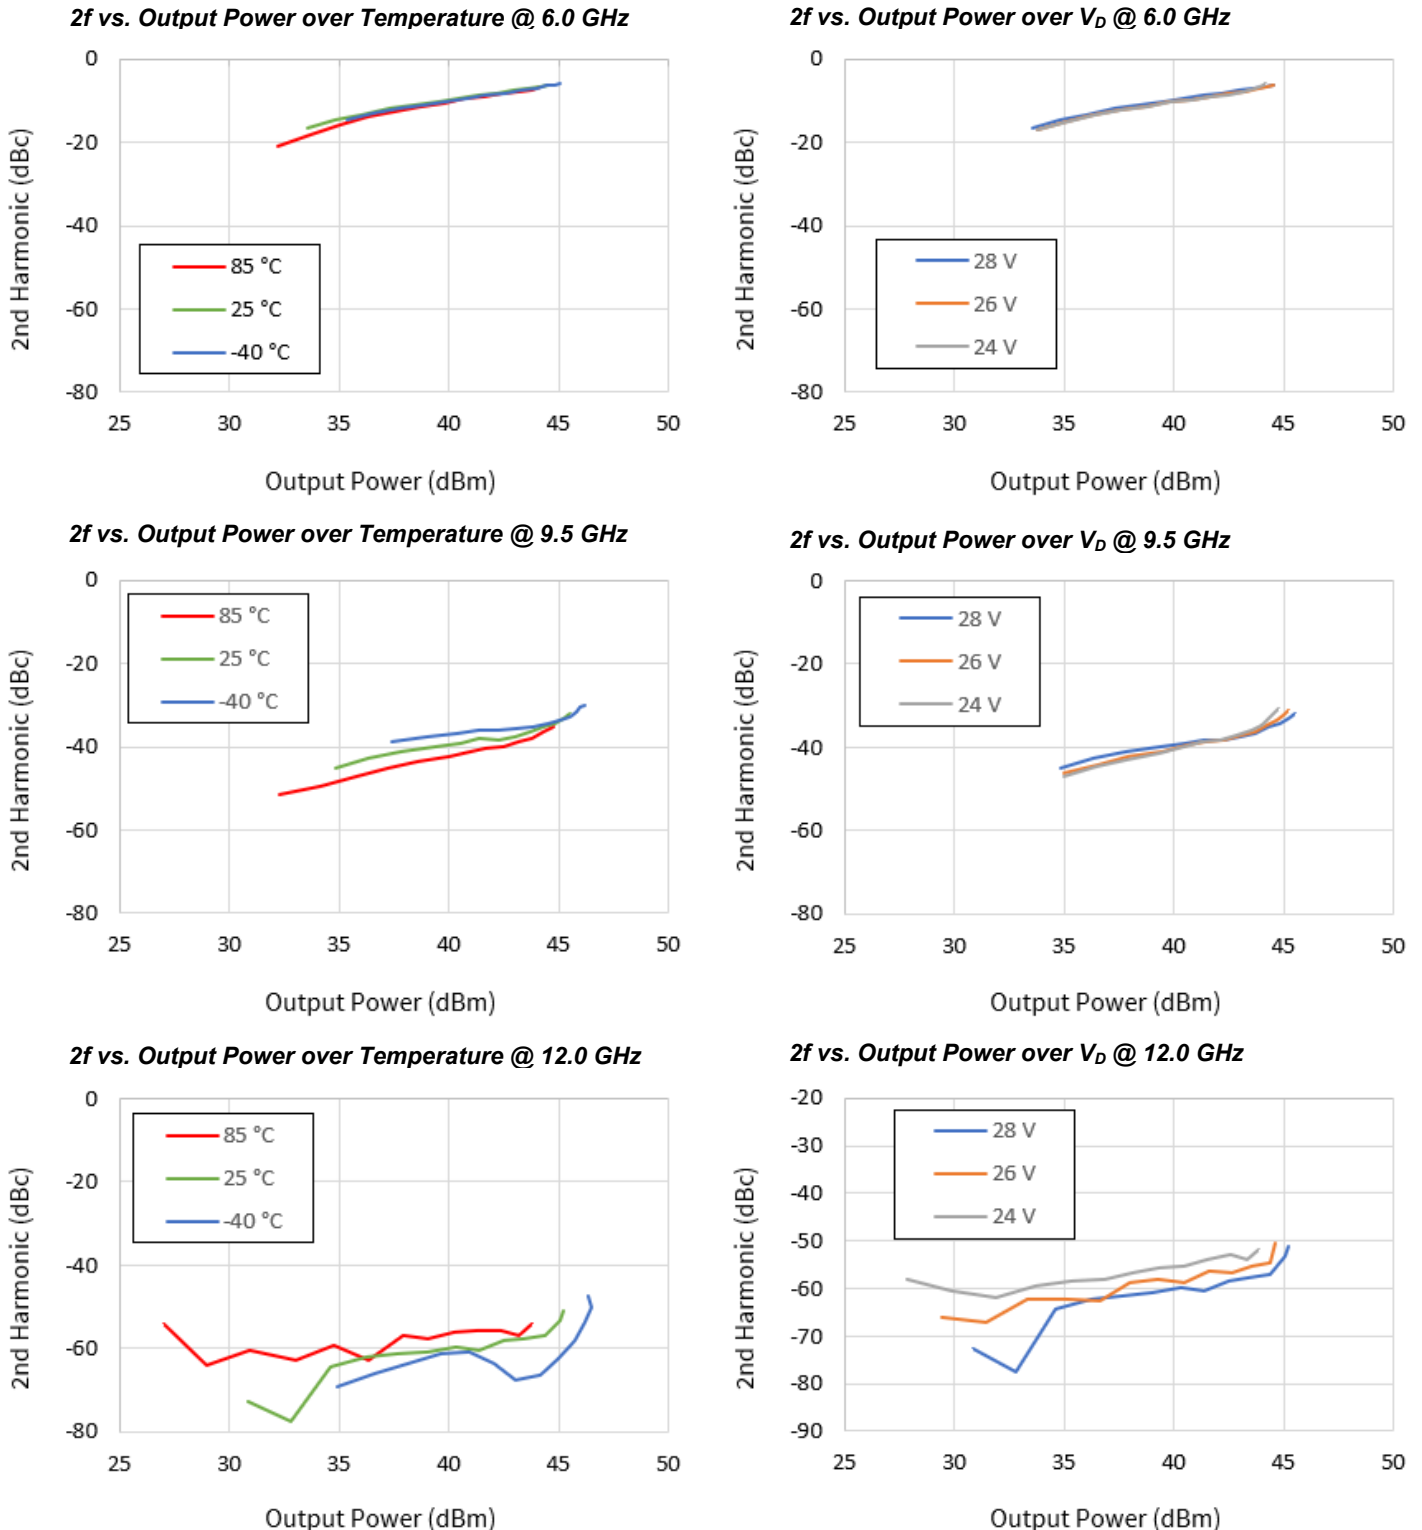 2f vs. Output Power over Temperature @ 6.0 GHz
0
-20
-40
-60
-80
2nd Harmonic (dBc)
85 °C
25 °C
-40 °C
25 30 35 40 45 50
Output Power (dBm)
2f vs. Output Power over VD @ 6.0 GHz
0
-20
-40
-60
-80
2nd Harmonic (dBc)
28 V
26 V
24 V
25 30 35 40 45 50
Output Power (dBm)
2f vs. Output Power over Temperature @ 9.5 GHz
0
-20
-40
-60
-80
2nd Harmonic (dBc)
85 °C
25 °C
-40 °C
25 30 35 40 45 50
Output Power (dBm)
2f vs. Output Power over VD @ 9.5 GHz
0
-20
-40
-60
-80
2nd Harmonic (dBc)
28 V
26 V
24 V
25 30 35 40 45 50
Output Power (dBm)
2f vs. Output Power over Temperature @ 12.0 GHz
0
-20
-40
-60
-80
2nd Harmonic (dBc)
85 °C
25 °C
-40 °C
25 30 35 40 45 50
Output Power (dBm)
2f vs. Output Power over VD @ 12.0 GHz
-20
-30
-40
-50
-60
-70
-80
-90
2nd Harmonic (dBc)
28 V
26 V
24 V
25 30 35 40 45 50
Output Power (dBm)